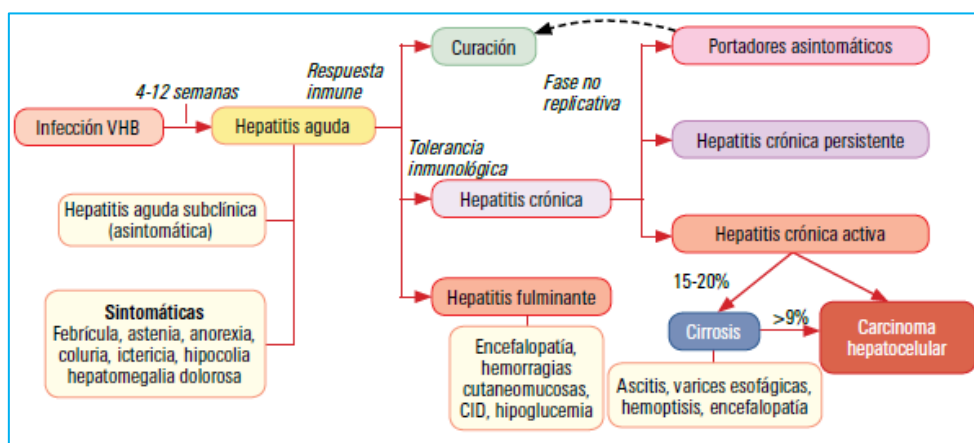 Infección VHB
4-12 semanas
Hepatitis aguda
Hepatitis aguda subclínica
(asintomática)
Sintomáticas
Febrícula, astenia, anorexia,
coluria, ictericia, hipocolia
hepatomegalia dolorosa
Respuesta
inmune
Curación
Tolerancia
inmunológica
Hepatitis crónica
Hepatitis fulminante
Encefalopatía,
hemorragias
cutaneomucosas,
CID, hipoglucemia
Fase no
replicativa
Portadores asintomáticos
Hepatitis crónica persistente
Hepatitis crónica activa
15-20%
Cirrosis
>9%
Carcinoma
hepatocelular
Ascitis, varices esofágicas,
hemoptisis, encefalopatía